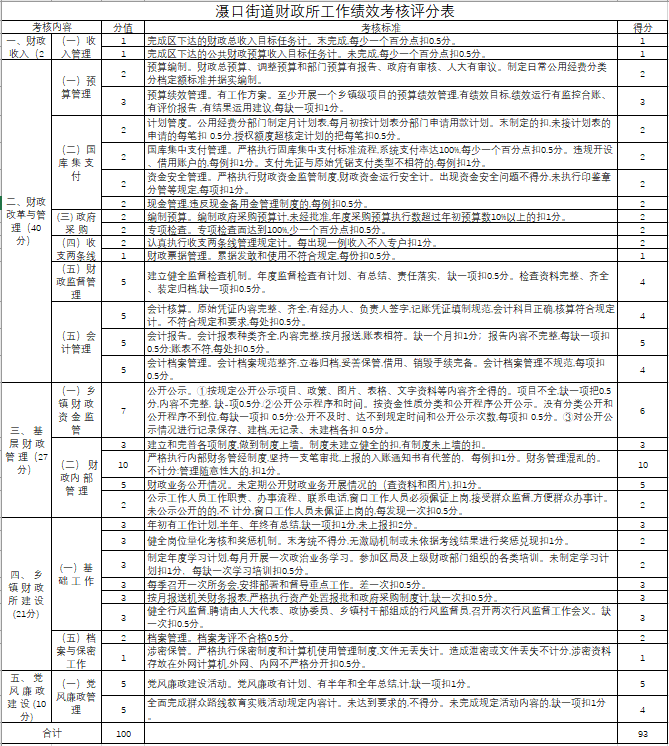 滠口街道财政所工作绩效考核评分表
考核内容 分值 考核标准 得分
一、财政收入（2 （一）收入管理 1 完成区下达的财政总收入目标任务计。未完成,每少一个百分点扣0.5分。 1
1 完成区下达的公共财政预算收入目标任务计。未完成,每少一个百分点扣0.5分。 1
二、财政改革与管理（40分） （一）预算管理 2 预算编制。财政总预算、调整预算和部门预算有报告、政府有审核、人大有审议。制定日常公用经费分类
分档定额标准并据实编制。 2
3 预算绩效管理。有工作方案。至少开展一个乡镇级项目的预算绩效管理,有绩效目标,绩效运行有监控台账、
有评价报告,有结果运用建议,每缺一项扣1分。 3
（二）国库集支付 2 计划管度。公用经费分部门编制月计划表,每月初按计划表分部门申请用款计划。未制定的扣,未接计划表的
申请的每笔扣 0.5分,授权额度超核定计划的把每笔扣0.5分。 2
2 国库集中支付管理。严格执行国库集中支付标准流程,系统支付率达100%,每少一个百分点扣0.5分。违规开设
、借用账户的,每例扣1分。支付先证与原始凭据支付类型不相符的,每例扣1分。 2
2 资金安全管理。严格执行财政资金监管制度,财政资金运行安全计。出现资金安全问题不得分,未执行印鉴章
分管等规定,每项扣1分。 2
2 现金管理,违反现金备用金管理制度的,每例扣0.5分。 2
（三）政府采购 2 编制预算。编制政府采购预算计,未经批准,年度采购预算执行数超过年初预算数10%以上的扣1分。 2
2 专项检查。专项检查面达到100%,少一个百分点扣0.5分。 2
（四）收支两条线 2 认真执行收支两条线管理规定计。每出现一例收入不入专户扣1分。 2
1 财政票据管理。票据发散和使用不符合规定,每份扣0.5分。 1
（五）财政监督管理 5 建立健全监督检查机制。年度监督检查有计划、有总结、责任落实，缺一项扣0.5分。检查资料完整、齐全
、装定归档,缺一项扣0.5分。 4
（五）会计管理 5 会计核算。原始凭证内容完整、齐全,有经办人、负责人签字,记账凭证填制规范,会计科目正确,核算符合规定
计。不符合规定和要求,每处扣0.5分。 4
5 会计报告。会计报表种类齐全,内容完整,按月报送,账表相符。缺一个月扣1分；报告内容不完整,每缺一项扣
0.5分;账表不符,每处扣0.5分。 5
5 会计档案管理。会计档案规范整齐,立卷归档,妥善保管,借用、销毁手续完备。会计档案管理不规范,每项扣
0.5分。 4
三、基层财政管理（27分） （一）乡镇财政资金监管 7 公开公示。①按规定公开公示项目、政策、图片、表格、文字资料等内容齐全得的。项目不全,缺一项把0.5
分,内容不完整, 缺-项0.5分;②公开公示程序和时间。按资金性质分类和公开程序公开公示。没有分类公开和
公开程序不到位,每缺一项扣 0.5分;公开不及时、达不到规定时间和公开公示次数,每项扣 0.5分。③对公开公
示情况进行记录保存、建档,无记录、未建档各扣 0.5分。 6
（二） 财政内部管理 3 建立和完善各项制度,做到制度上墙。制度未建立健全的扣,有制度未上墙的扣。 3
10 严格执行内部财务管经制度,坚持一支笔审批,上报的入账通知书有代签的，每例扣1分。财务管理混乱的。
不计分:管理随意性大的,扣1分。 10
5 财政业务公开情况。未定期公开财政业务开展情况的（查资料和图片),扣1分。 5
2 公示工作人员工作职责、办事流程、联系电话,窗口工作人员必须佩证上岗,接受群众监督,方便群众办事计。
未公示公开的的,不 计分,窗口工作人员未佩证上岗的,每发现一次扣0.5分。 2
四、乡镇财政所建设（21分） （一）基础工作 3 年初有工作计划,半年、年终有总结,缺一项扣1分,未上报扣2分。 3
3 健全岗位量化考核和奖惩机制。未考统不得分,无激励机制或未依据考线结果进行奖惩兑现扣1分。 2
3 制定年度学习计划,每月开展一次政治业务学习。参加区局及上级财政部门组织的各类培训。未制定学习计
划扣1分、 每缺一次学习培训扣0.5分。 2
3 每季召开一次所务会,安排部署和督导重点工作。差一次扣0.5分。 3
3 按月报送机关财务报表,严格执行资产处置报批和政府采购制度计,缺一次扣0.5分。 3
3 健全行风监督,聘请由人大代表、政协委员、乡镇村干部组成的行风监督员,召开两次行风监督工作会义。缺
一次扣0.5分。 3
（五）档案与保密工作 2 档案管理。档案考评不合格0.5分。 2
1 涉密保管。严格执行保密制度和计算机使用管理制度,文件无丢失计。造成泄密或文件丢失不计分,涉密资料
存放在外网计算机,外网、内网不严格分开扣0.5分。 1
五、党风廉政建设(10分) （一）党风廉政管理 5 党风廉政建设活动。党风廉政有计划、有半年和全年总结,计,缺一项扣1分。 5
5 全面完成群众路线教育实践活动规定内容计。未达到要求的,不得分。未完成规定活动内容的,缺一项扣1分
。 4
合计 100 93